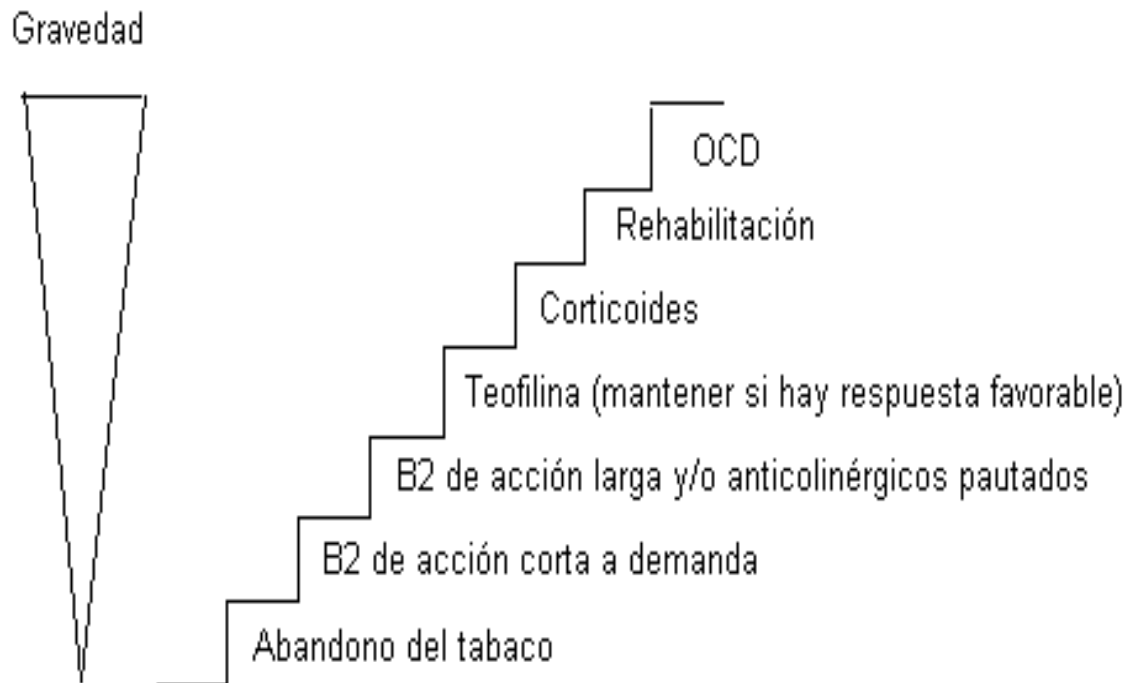 Gravedad
OCD
Rehabilitación
Corticoides
Teofilina (mantener si hay respuesta favorable)
B2 de acción larga y/o anticolinérgicos pautados
B2 de acción corta a demanda
Abandono del tabaco